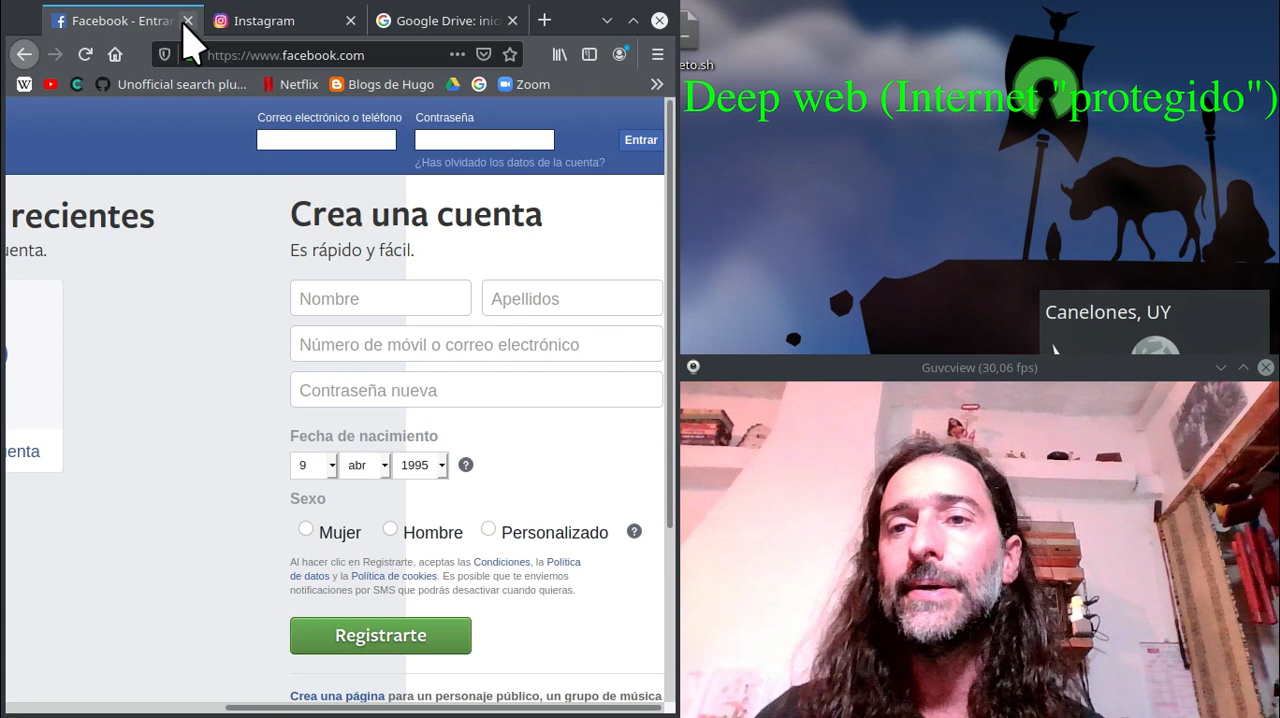 Facebook - Entrar
Instagram
Google Drive: inic
https://www.facebook.com
Unofficial search plu...
Netflix
Blogs de Hugo
Zoom
Correo electrónico o teléfono
Contraseña
Entrar
¿Has olvidado los datos de la cuenta?
recientes
uenta.
enta
Crea una cuenta
Es rápido y fácil.
Nombre
Apellidos
Número de móvil o correo electrónico
Contraseña nueva
Fecha de nacimiento
9 abr 1995
Sexo
Mujer Hombre Personalizado
Al hacer clic en Registrarte, aceptas las Condiciones, la Política
de datos y la Política de cookies. Es posible que te enviemos
notificaciones por SMS que podrás desactivar cuando quieras.
Registrarte
Crea una página para un personaje público, un grupo de música
eto.sh
Deep web (Internet "protegido")
Canelones, UY
Guvcview (30,06 fps)